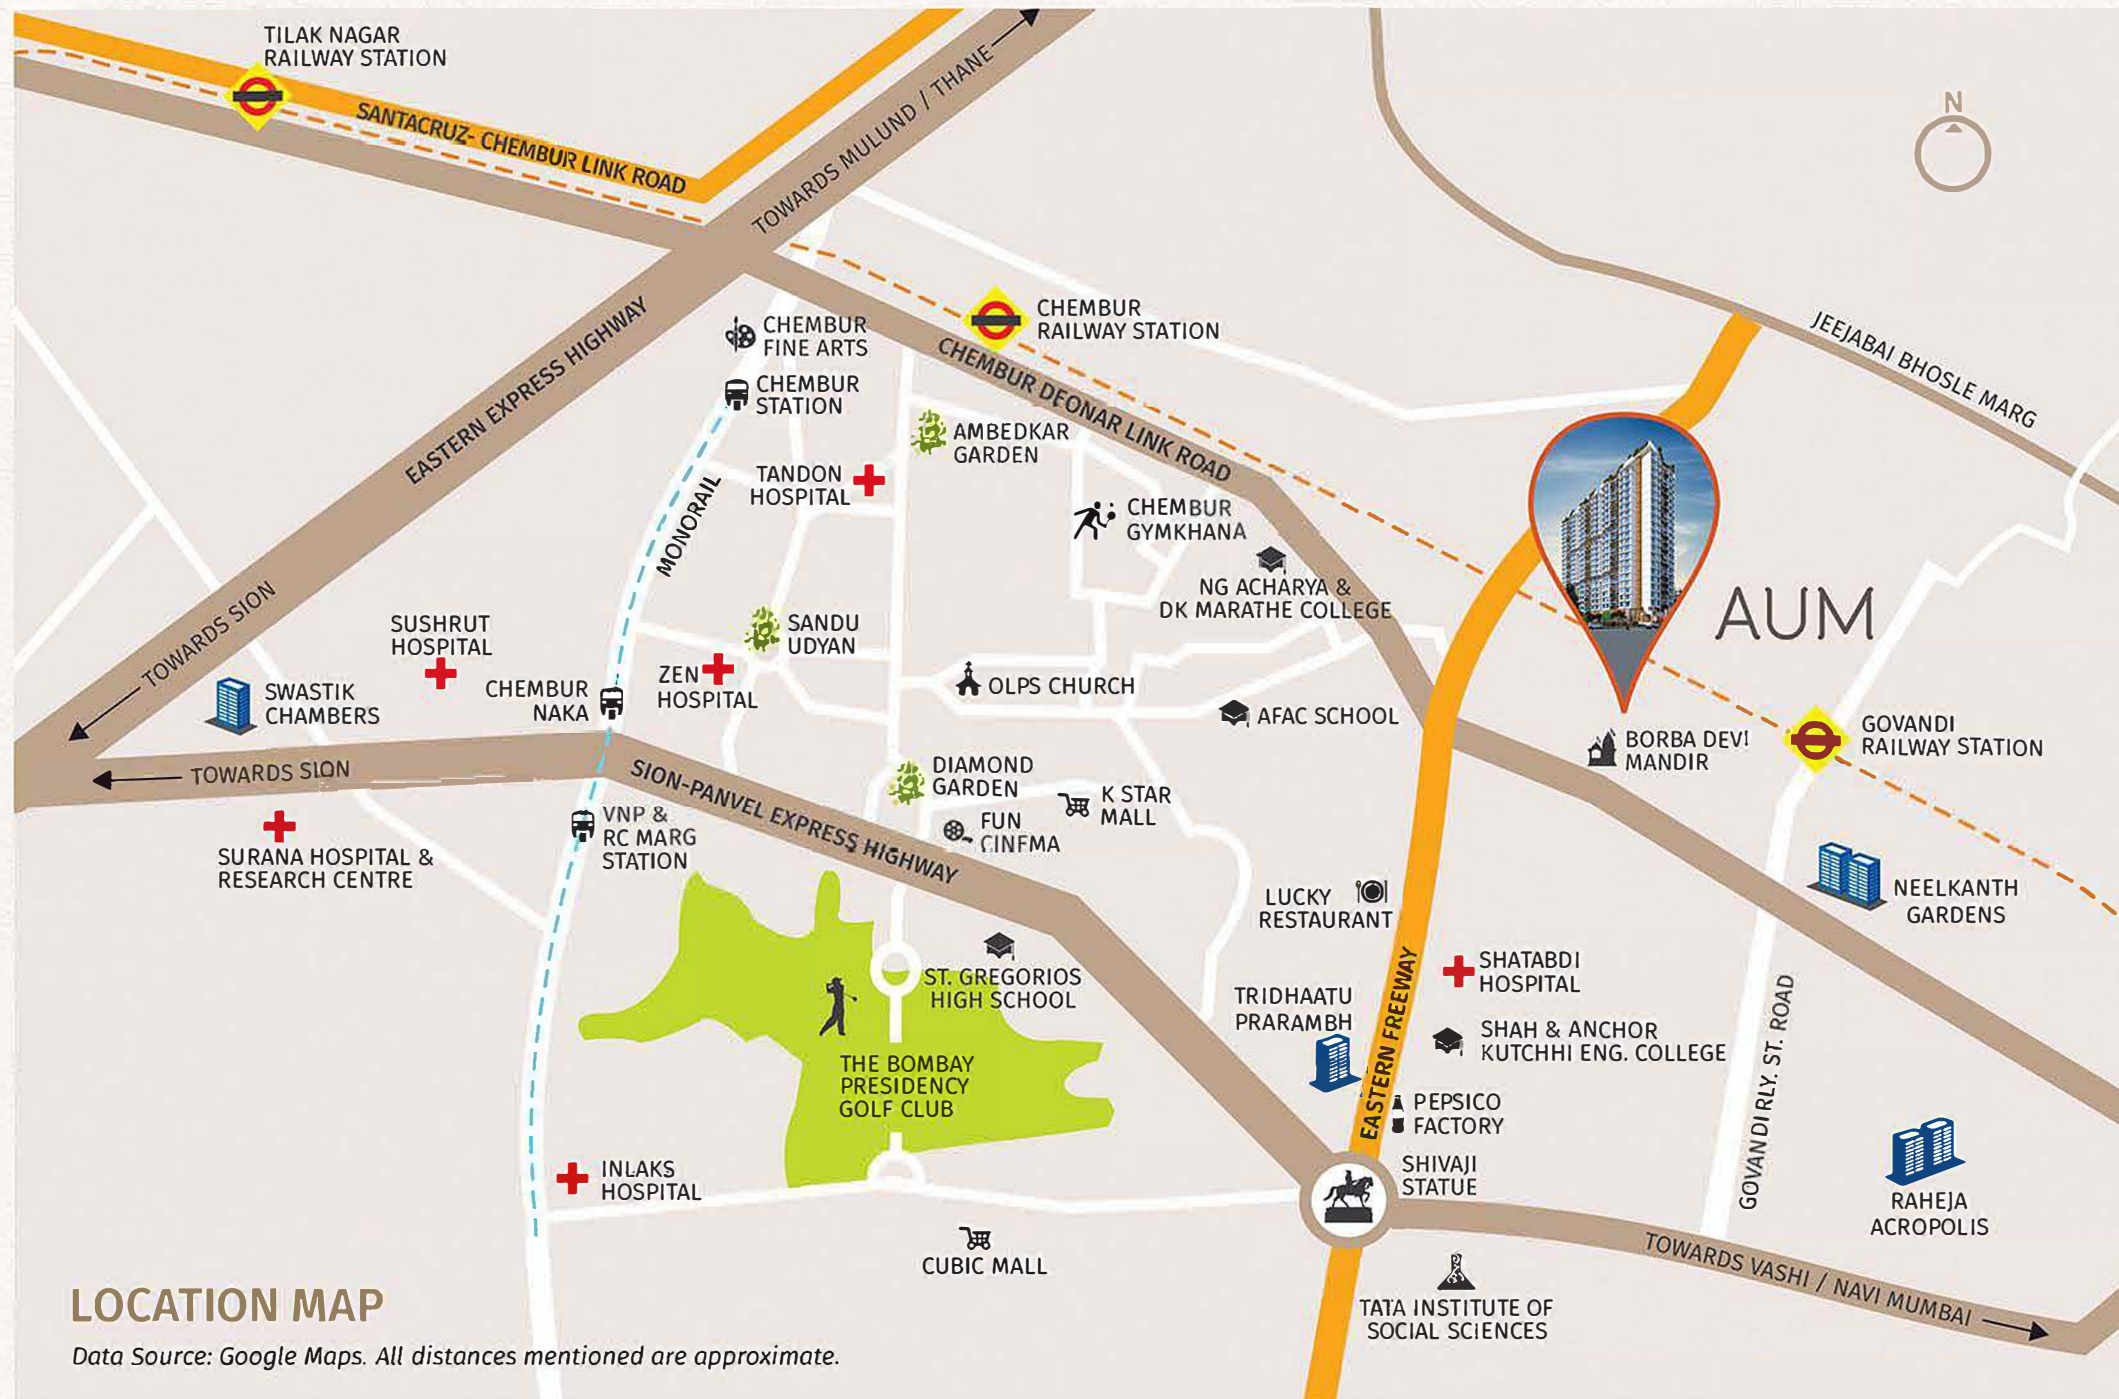 TILAK NAGAR
RAILWAY STATION
SANTACRUZ- CHEMBUR LINK ROAD
TOWARDS MULUND / THANE
N
EASTERN EXPRESS HIGHWAY
CHEMBUR
FINE ARTS
CHEMBUR
RAILWAY STATION
JEEJABAI BHOSLE MARG
CHEMBUR
STATION
CHEMBUR DEONAR LINK ROAD
AMBEDKAR
GARDEN
TANDON
HOSPITAL
MONORAIL
CHEMBUR
GYMKHANA
NG ACHARYA &
DK MARATHE COLLEGE
AUM
TOWARDS SION
SUSHRUT
HOSPITAL
SANDU
UDYAN
SWASTIK
CHAMBERS
CHEMBUR
NAKA
ZEN
HOSPITAL
OLPS CHURCH
AFAC SCHOOL
BORBA DEVI
MANDIR
GOVANDI
RAILWAY STATION
TOWARDS SION
SION-PANVEL EXPRESS HIGHWAY
DIAMOND
GARDEN
K STAR
MALL
FUN
CINEMA
VNP &
RC MARG
STATION
SURANA HOSPITAL &
RESEARCH CENTRE
LUCKY
RESTAURANT
NEELKANTH
GARDENS
ST. GREGORIOS
HIGH SCHOOL
SHATABDI
HOSPITAL
TRIDHAATU
PRARAMBH
EASTERN FREEWAY
SHAH & ANCHOR
KUTCHHI ENG. COLLEGE
GOVANDI RLY. ST. ROAD
THE BOMBAY
PRESIDENCY
GOLF CLUB
PEPSICO
FACTORY
INLAKS
HOSPITAL
SHIVAJI
STATUE
RAHEJA
ACROPOLIS
CUBIC MALL
TOWARDS VASHI / NAVI MUMBAI
TATA INSTITUTE OF
SOCIAL SCIENCES
LOCATION MAP
Data Source: Google Maps. All distances mentioned are approximate.